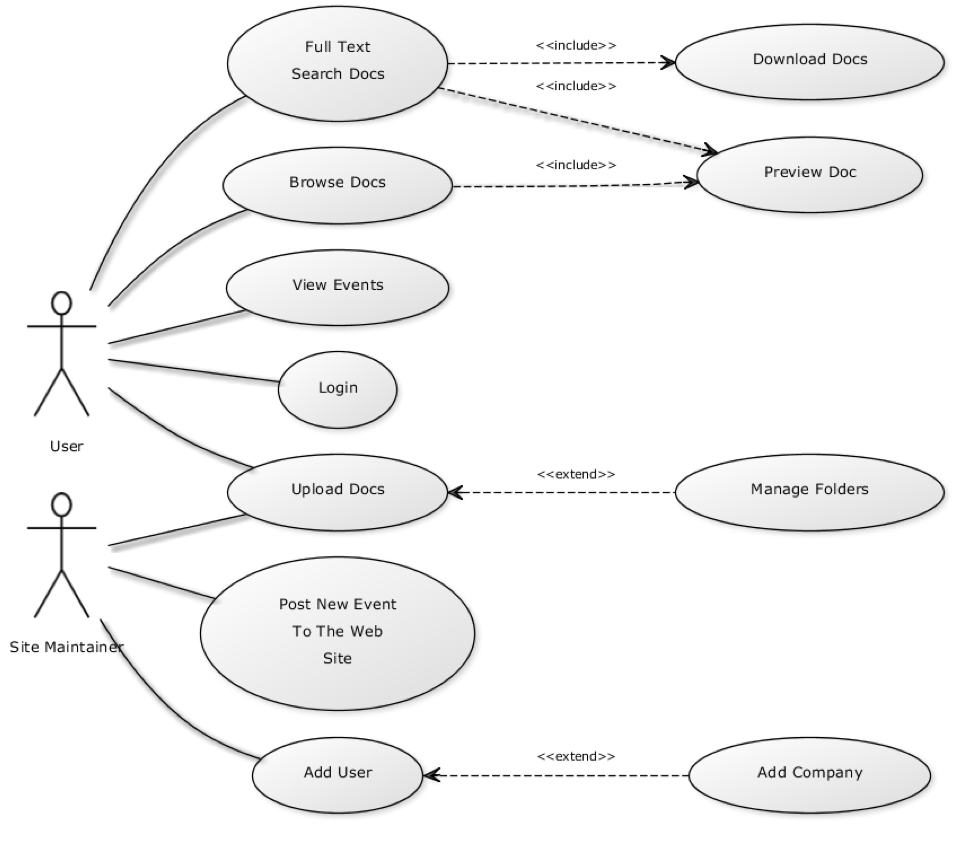 Full Text
Search Docs
<<include>>
Download Docs
<<include>>
Browse Docs
<<include>>
Preview Doc
View Events
Login
User
Upload Docs
<<extend>>
Manage Folders
Post New Event
To The Web
Site
Site Maintainer
Add User
<<extend>>
Add Company